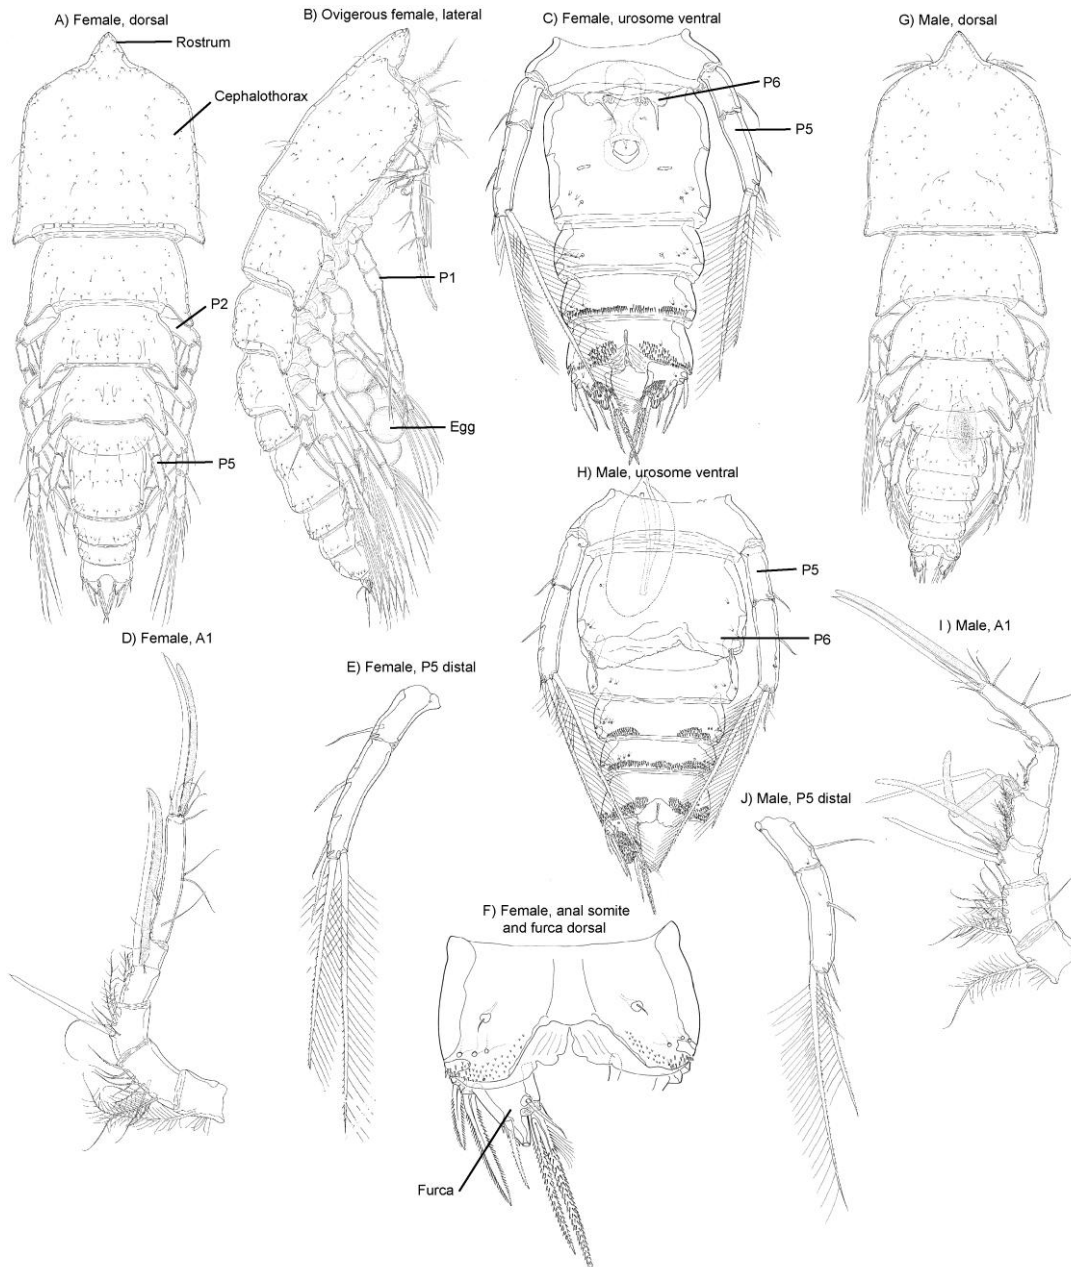 A) Female, dorsal
Rostrum
Cephalothorax
P2
P5
B) Ovigerous female, lateral
P1
Egg
C) Female, urosome ventral
P6
P5
G) Male, dorsal
H) Male, urosome ventral
P5
P6
D) Female, A1
E) Female, P5 distal
I ) Male, A1
J) Male, P5 distal
F) Female, anal somite
and furca dorsal
Furca